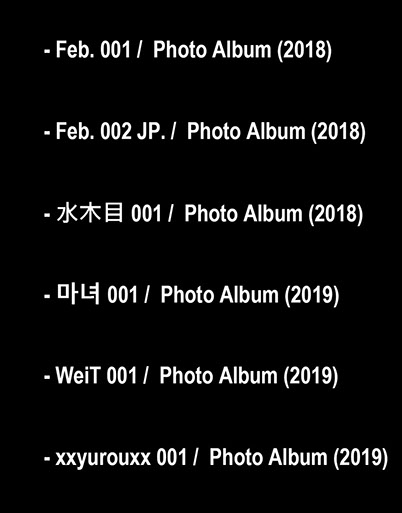 - Feb. 001 /  Photo Album (2018)
- Feb. 002 JP. /  Photo Album (2018)
- 水木目 001 /  Photo Album (2018)
- 마녀 001 /  Photo Album (2019)
- WeiT 001 /  Photo Album (2019)
- xxyurouxx 001 /  Photo Album (2019)